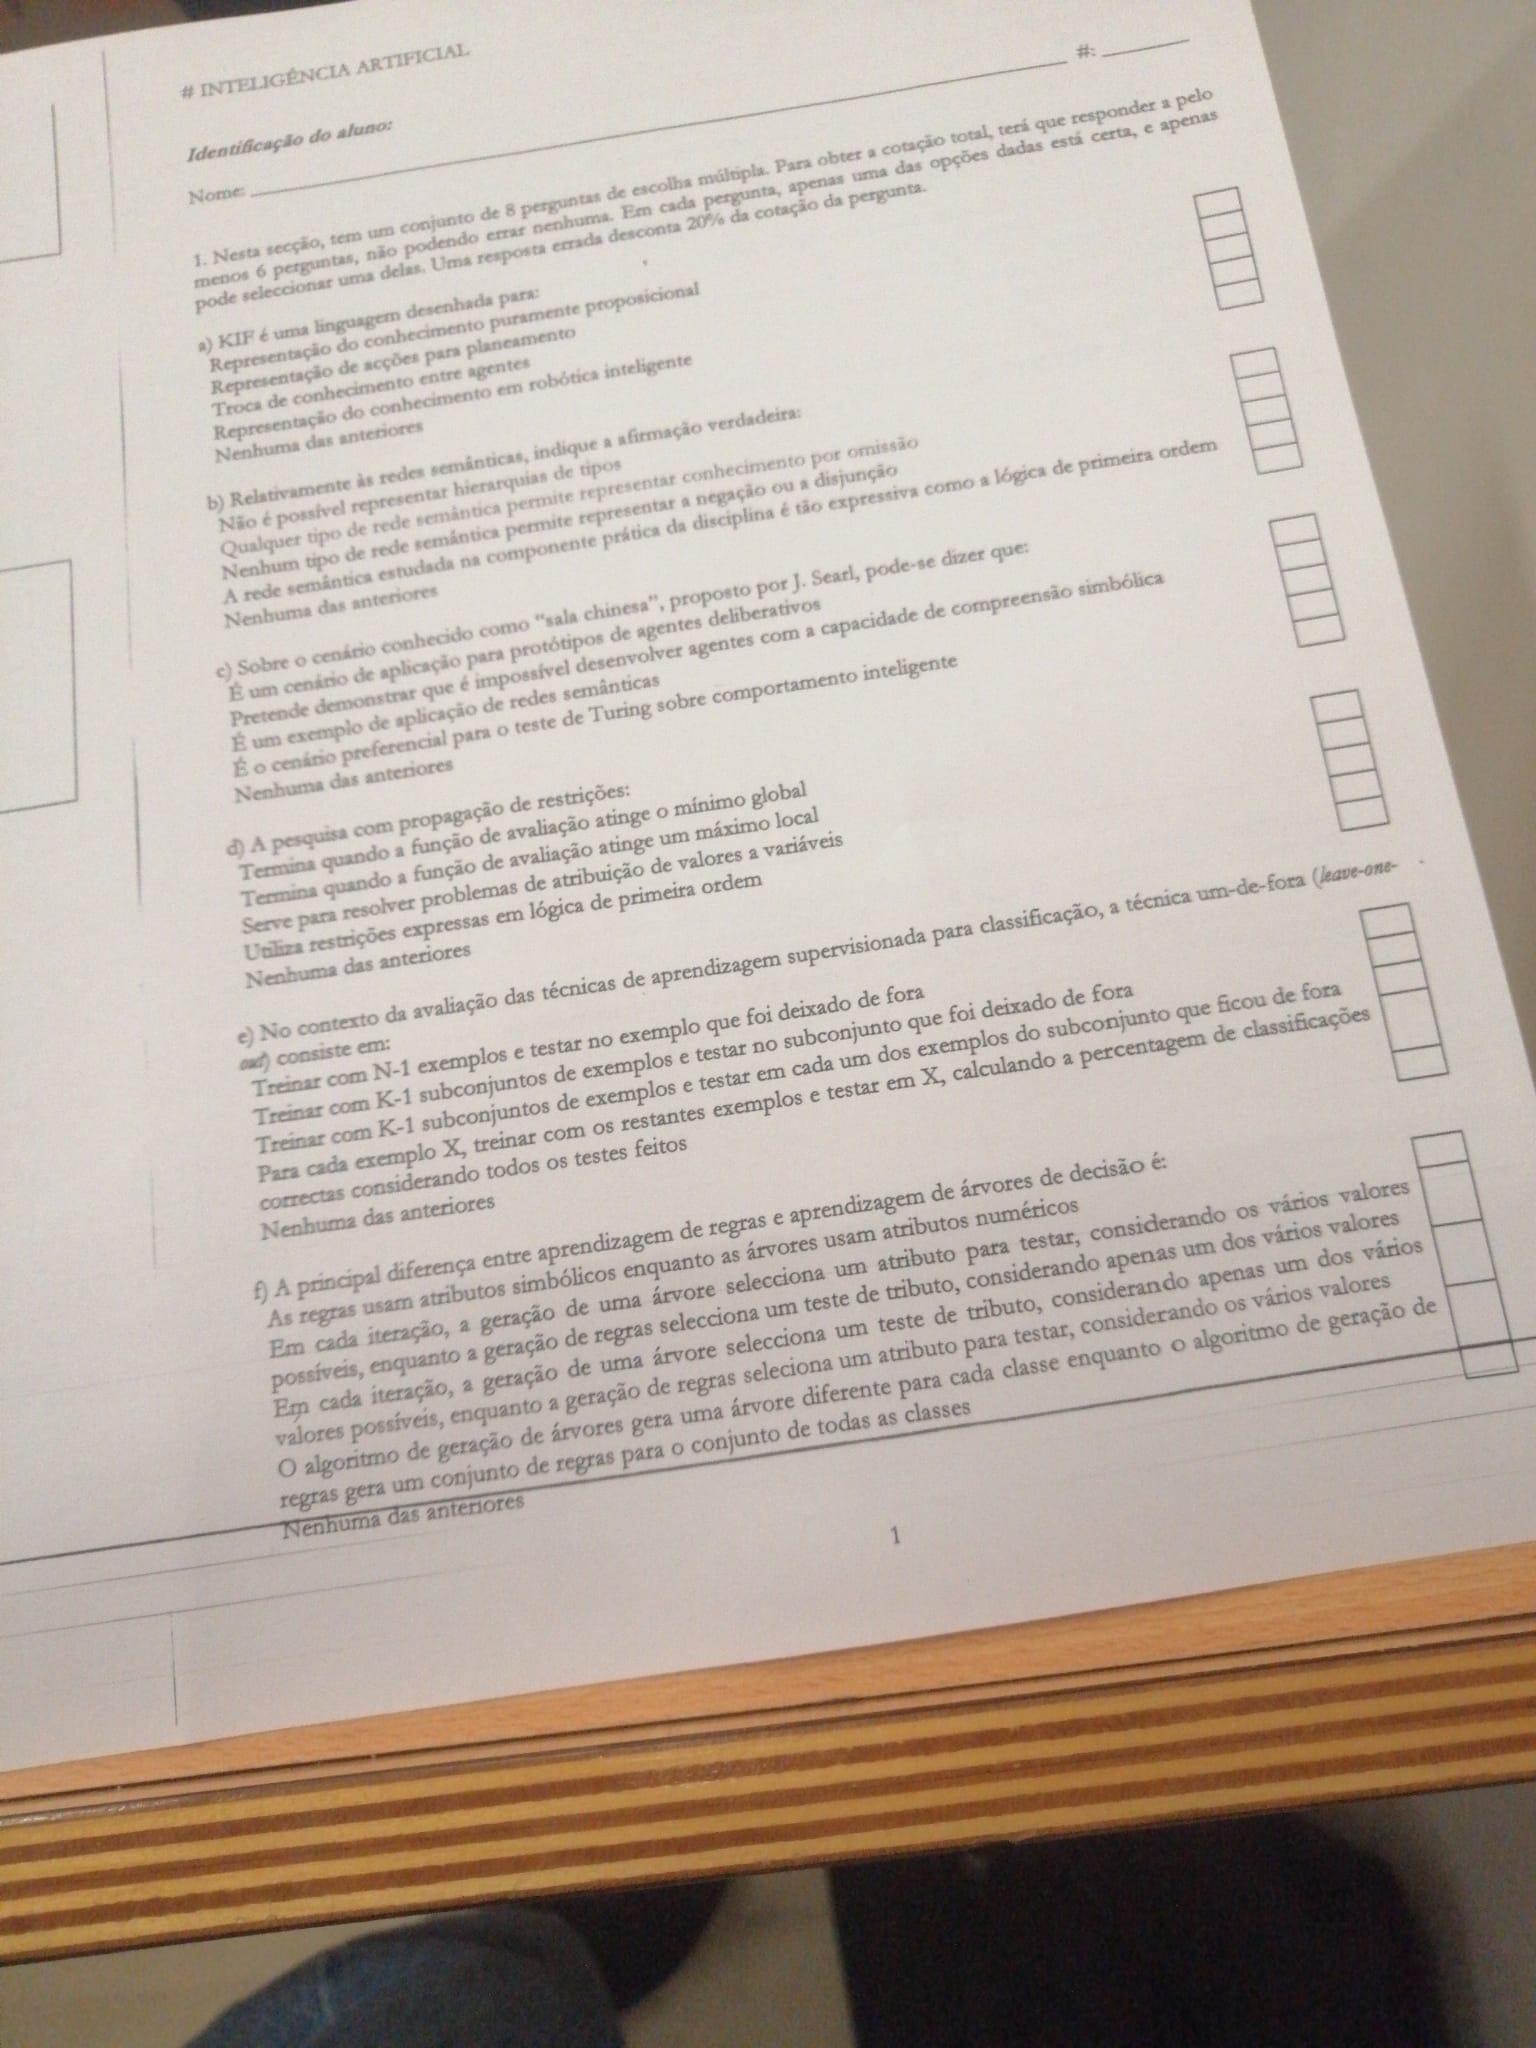 # INTELIGÊNCIA ARTIFICIAL
Identificação do aluno:
Nome: #:
1. Nesta secção, tem um conjunto de 8 perguntas de escolha múltipla. Para obter a cotação total, terá que responder a pelo
menos 6 perguntas, não podendo errar nenhuma. Em cada pergunta, apenas uma das opções dadas está certa, e apenas
pode seleccionar uma delas. Uma resposta errada desconta 20% da cotação da pergunta.
a) KIF é uma linguagem desenhada para:
Representação do conhecimento puramente proposicional
Representação de acções para planeamento
Troca de conhecimento entre agentes
Representação do conhecimento em robótica inteligente
Nenhuma das anteriores
b) Relativamente às redes semânticas, indique a afirmação verdadeira:
Não é possível representar hierarquias de tipos
Qualquer tipo de rede semântica permite representar conhecimento por omissão
Nenhum tipo de rede semântica permite representar a negação ou a disjunção
A rede semântica estudada na componente prática da disciplina é tão expressiva como a lógica de primeira ordem
Nenhuma das anteriores
c) Sobre o cenário conhecido como “sala chinesa”, proposto por J. Searl, pode-se dizer que:
É um cenário de aplicação para protótipos de agentes deliberativos
Pretende demonstrar que é impossível desenvolver agentes com a capacidade de compreensão simbólica
É um exemplo de aplicação de redes semânticas
É o cenário preferencial para o teste de Turing sobre comportamento inteligente
Nenhuma das anteriores
d) A pesquisa com propagação de restrições:
Termina quando a função de avaliação atinge o mínimo global
Termina quando a função de avaliação atinge um máximo local
Serve para resolver problemas de atribuição de valores a variáveis
Utiliza restrições expressas em lógica de primeira ordem
Nenhuma das anteriores
e) No contexto da avaliação das técnicas de aprendizagem supervisionada para classificação, a técnica um-de-fora (leave-one-
out) consiste em:
Treinar com N-1 exemplos e testar no exemplo que foi deixado de fora
Treinar com K-1 subconjuntos de exemplos e testar no subconjunto que foi deixado de fora
Treinar com K-1 subconjuntos de exemplos e testar em cada um dos exemplos do subconjunto que ficou de fora
Para cada exemplo X, treinar com os restantes exemplos e testar em X, calculando a percentagem de classificações
correctas considerando todos os testes feitos
Nenhuma das anteriores
f) A principal diferença entre aprendizagem de regras e aprendizagem de árvores de decisão é:
As regras usam atributos simbólicos enquanto as árvores usam atributos numéricos
Em cada iteração, a geração de uma árvore selecciona um atributo para testar, considerando os vários valores
possíveis, enquanto a geração de regras selecciona um teste de tributo, considerando apenas um dos vários valores
Em cada iteração, a geração de uma árvore selecciona um teste de tributo, considerando apenas um dos vários
valores possíveis, enquanto a geração de regras seleciona um atributo para testar, considerando os vários valores
O algoritmo de geração de árvores gera uma árvore diferente para cada classe enquanto o algoritmo de geração de
regras gera um conjunto de regras para o conjunto de todas as classes
Nenhuma das anteriores
1